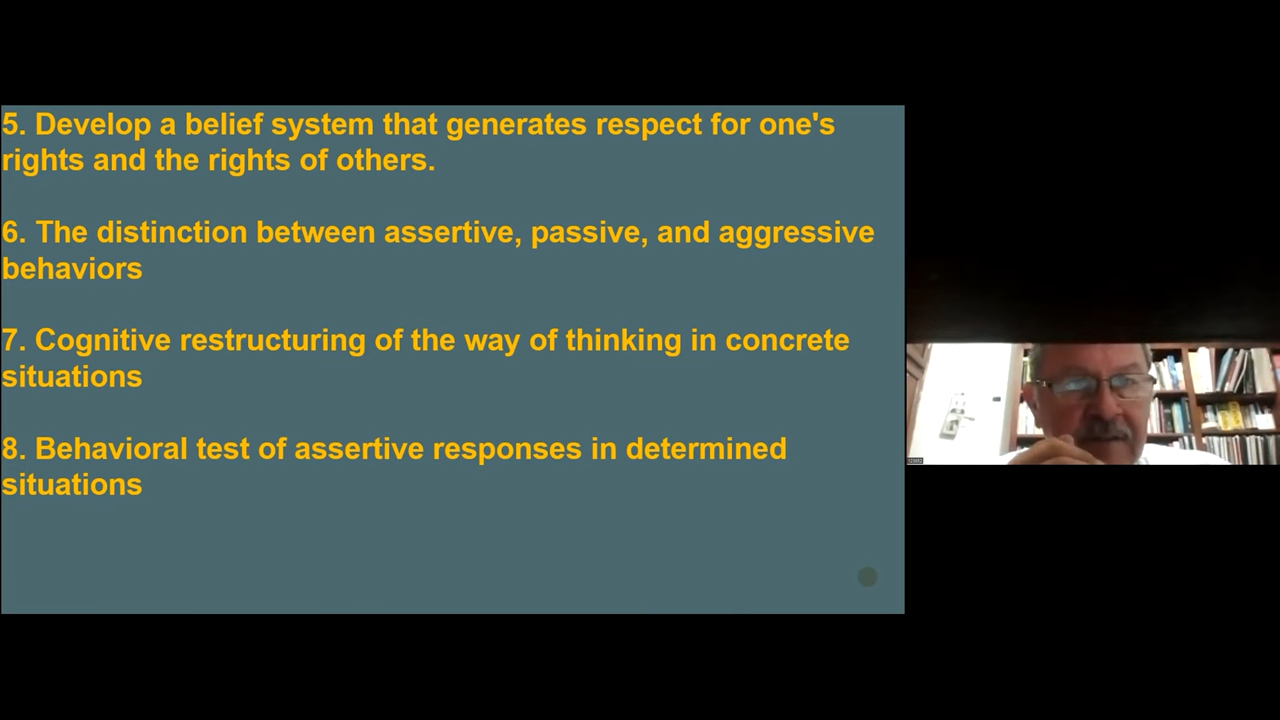 5. Develop a belief system that generates respect for one's
rights and the rights of others.
6. The distinction between assertive, passive, and aggressive
behaviors
7. Cognitive restructuring of the way of thinking in concrete
situations
8. Behavioral test of assertive responses in determined
situations